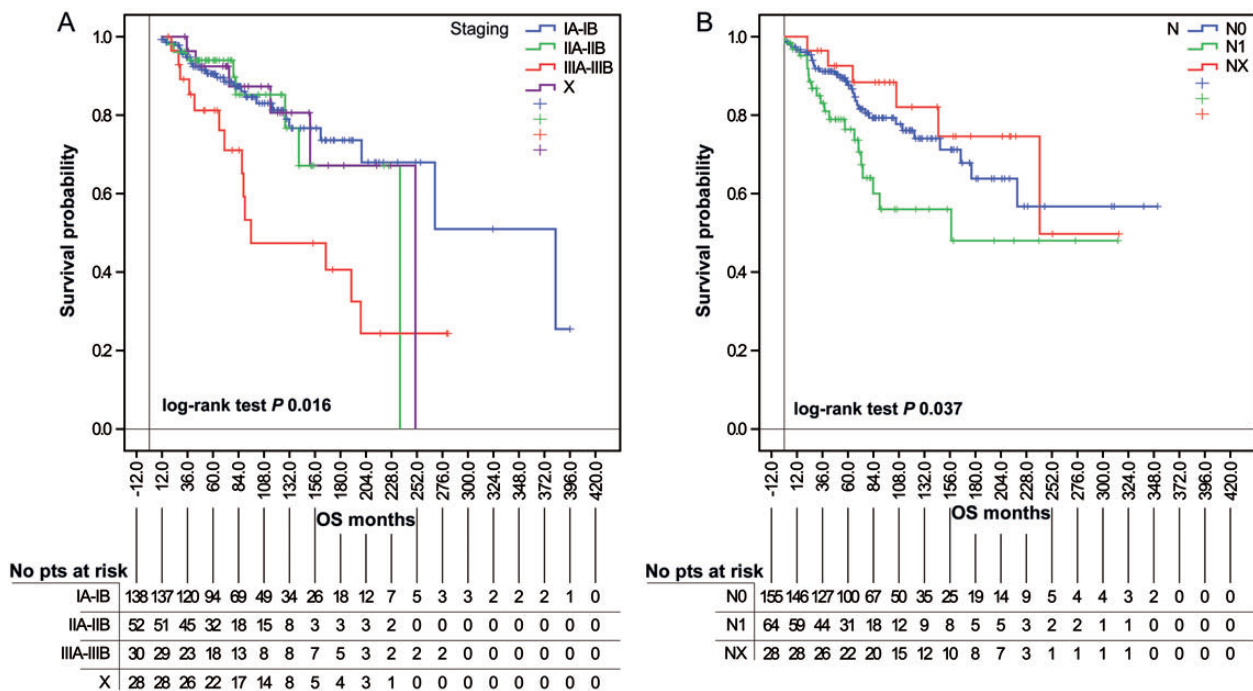 A
Staging
IA-IB
IIA-IIB
IIIA-IIIB
X
1.0
0.8
0.6
0.4
0.2
0.0
Survival probability
log-rank test P 0.016
-12.0 12.0 36.0 60.0 84.0 108.0 132.0 156.0 180.0 204.0 228.0 252.0 276.0 300.0 324.0 348.0 372.0 396.0 420.0
OS months
No pts at risk
IA-IB 138 137 120 94 69 49 34 26 18 12 7 5 3 3 2 2 2 1 0
IIA-IIB 52 51 45 32 18 15 8 3 3 3 2 0 0 0 0 0 0 0 0
IIIA-IIIB 30 29 23 18 13 8 8 7 5 3 2 2 2 0 0 0 0 0 0
X 28 28 26 22 17 14 8 5 4 3 1 0 0 0 0 0 0 0 0
B
N N0
N1
NX
1.0
0.8
0.6
0.4
0.2
0.0
Survival probability
log-rank test P 0.037
-12.0 12.0 36.0 60.0 84.0 108.0 132.0 156.0 180.0 204.0 228.0 252.0 276.0 300.0 324.0 348.0 372.0 396.0 420.0
OS months
No pts at risk
N0 155 146 127 100 67 50 35 25 19 14 9 5 4 4 3 2 0 0 0
N1 64 59 44 31 18 12 9 8 5 5 3 2 2 1 1 0 0 0 0
NX 28 28 26 22 20 15 12 10 8 7 3 1 1 1 1 0 0 0 0